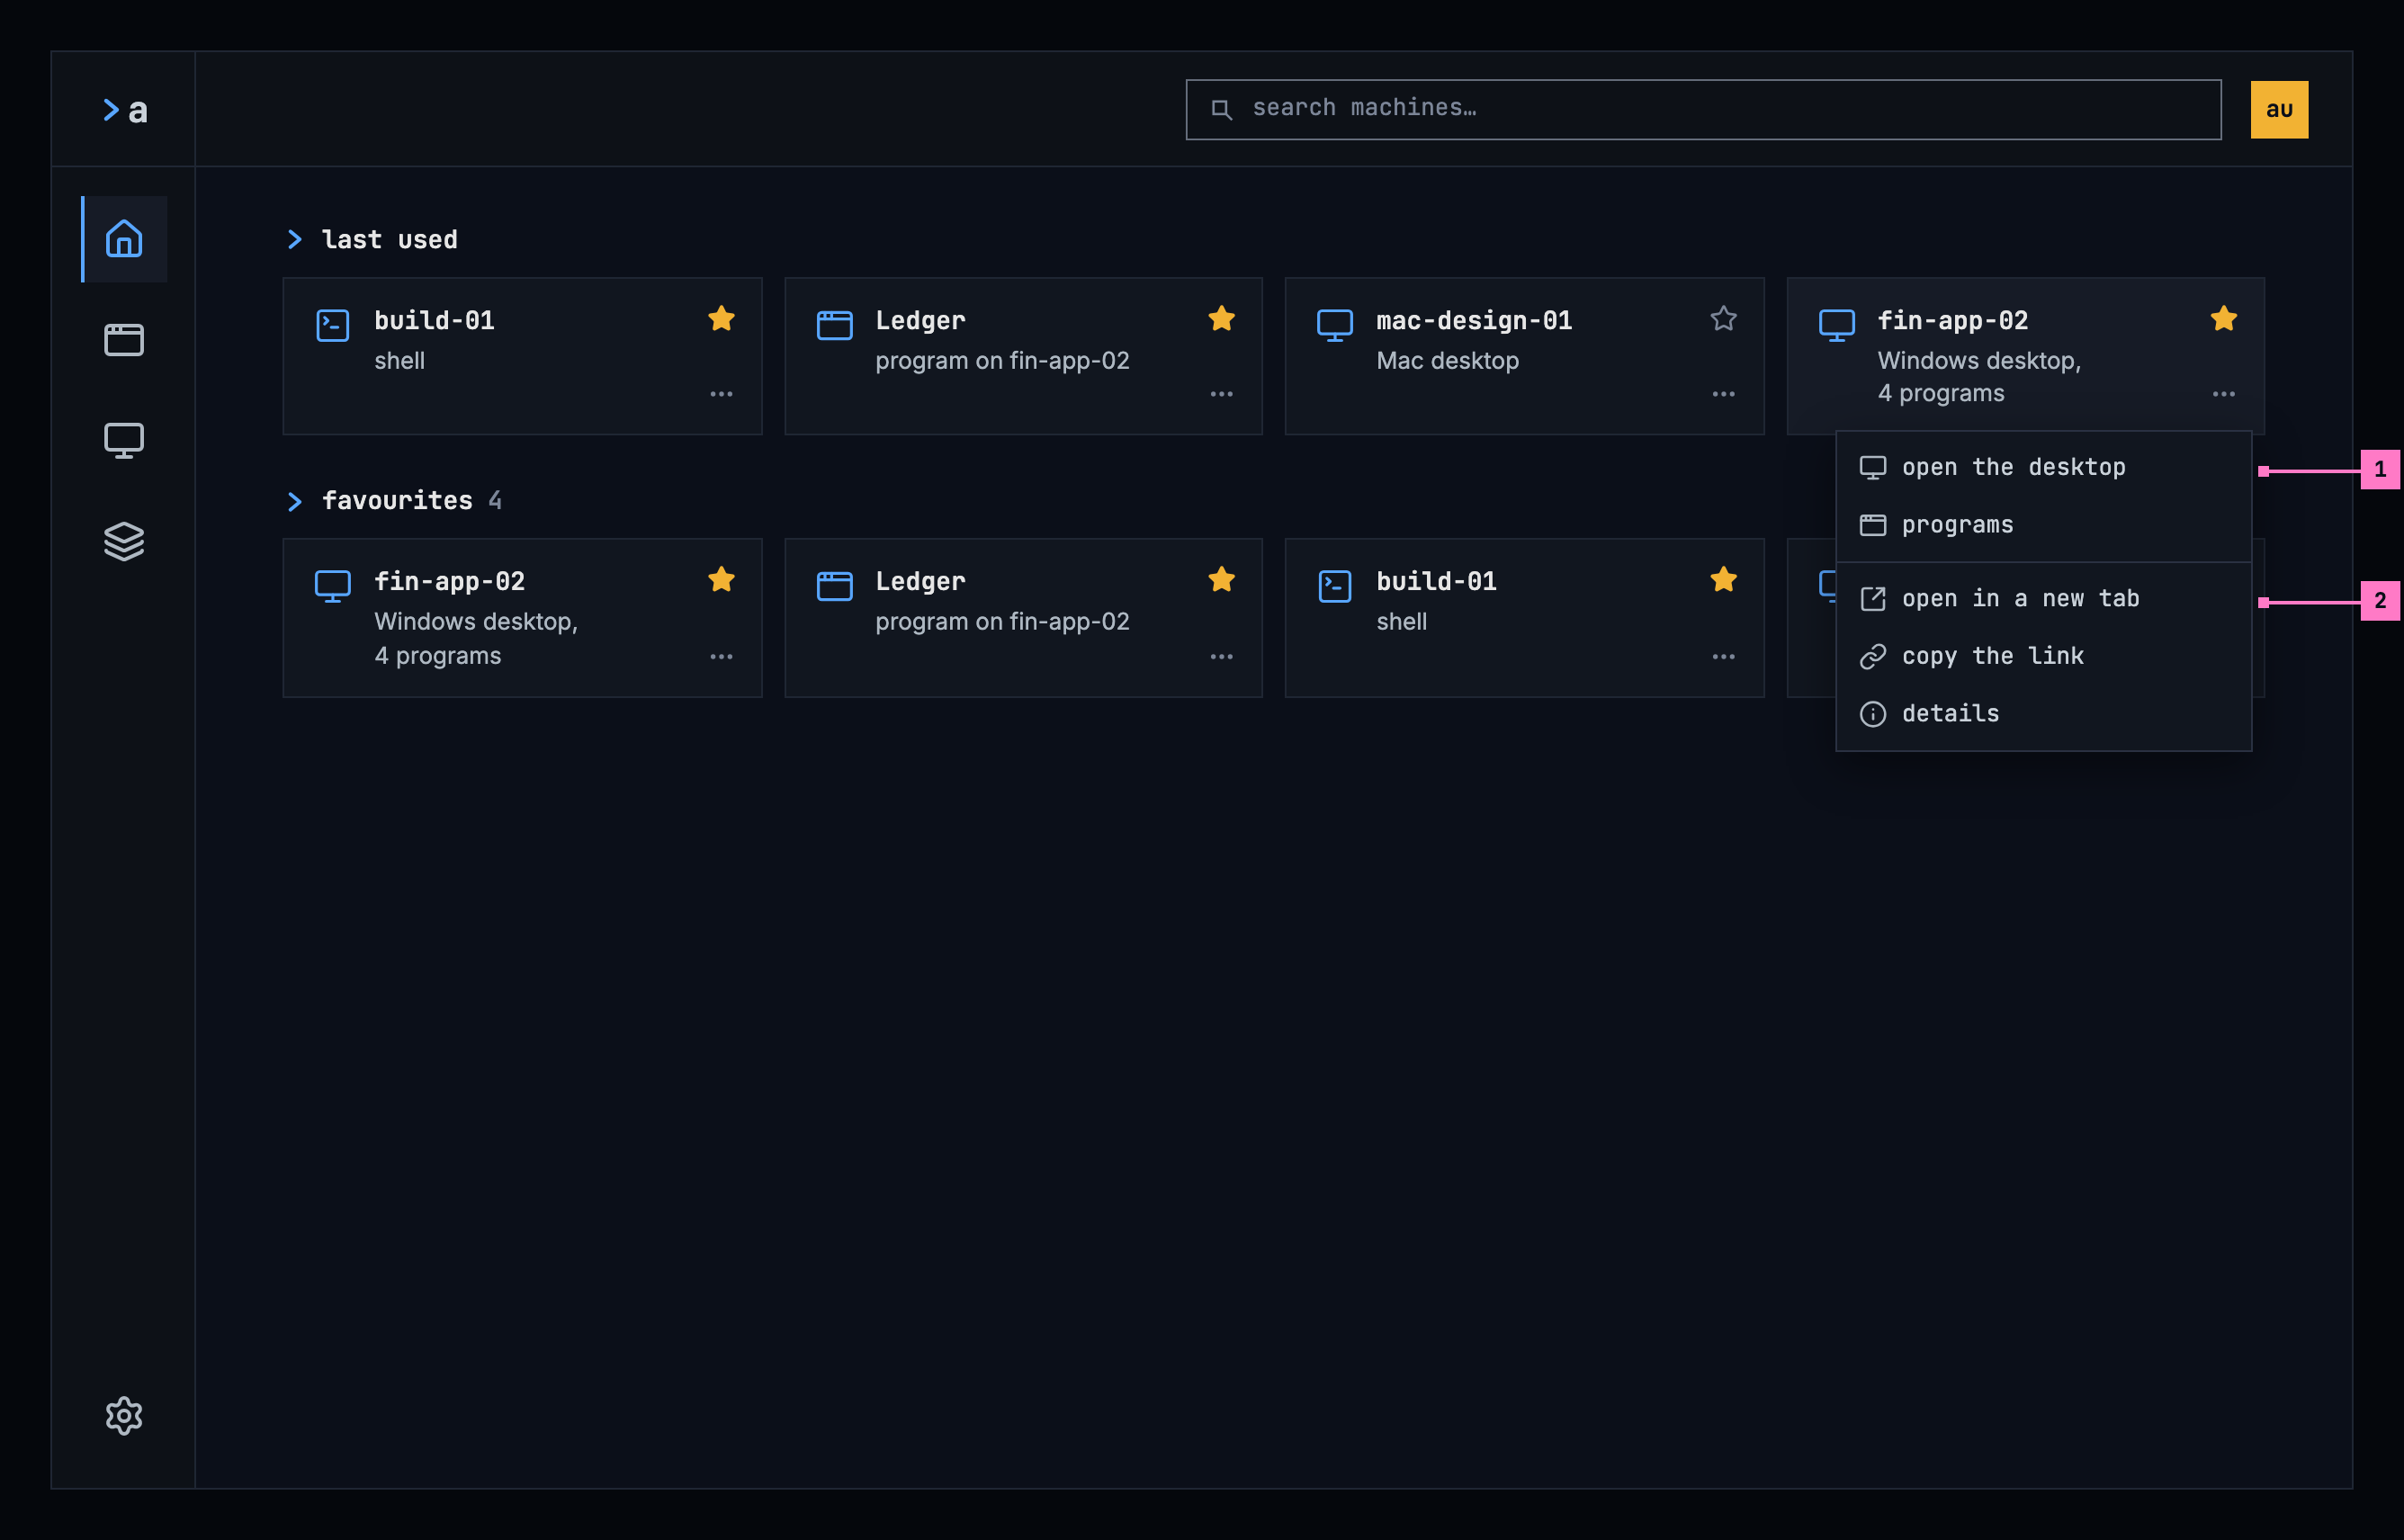 > a
search machines…
au
last used
build-01
shell
Ledger
program on fin-app-02
mac-design-01
Mac desktop
fin-app-02
Windows desktop,
4 programs
open the desktop
1
programs
open in a new tab
2
copy the link
details
favourites 4
fin-app-02
Windows desktop,
4 programs
Ledger
program on fin-app-02
build-01
shell